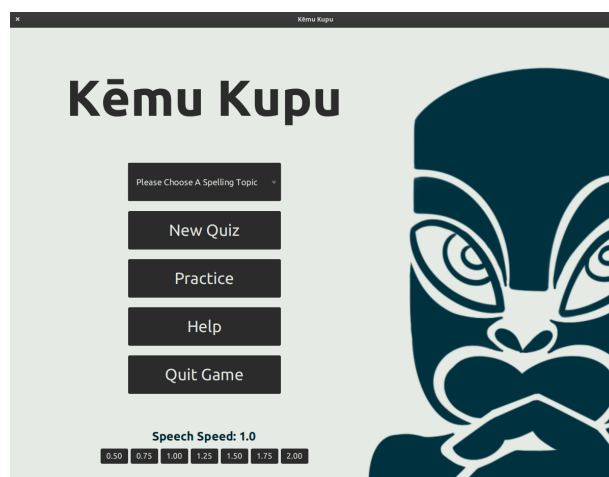 Kēmu Kupu
Kēmu Kupu
Please Choose A Spelling Topic
New Quiz
Practice
Help
Quit Game
Speech Speed: 1.0
0.50 0.75 1.00 1.25 1.50 1.75 2.00